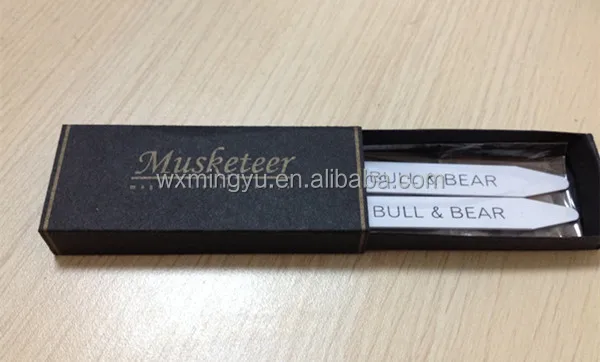 Musketeer
wxmingyu.en.alibaba.com
BULL & BEAR
BULL & BEAR